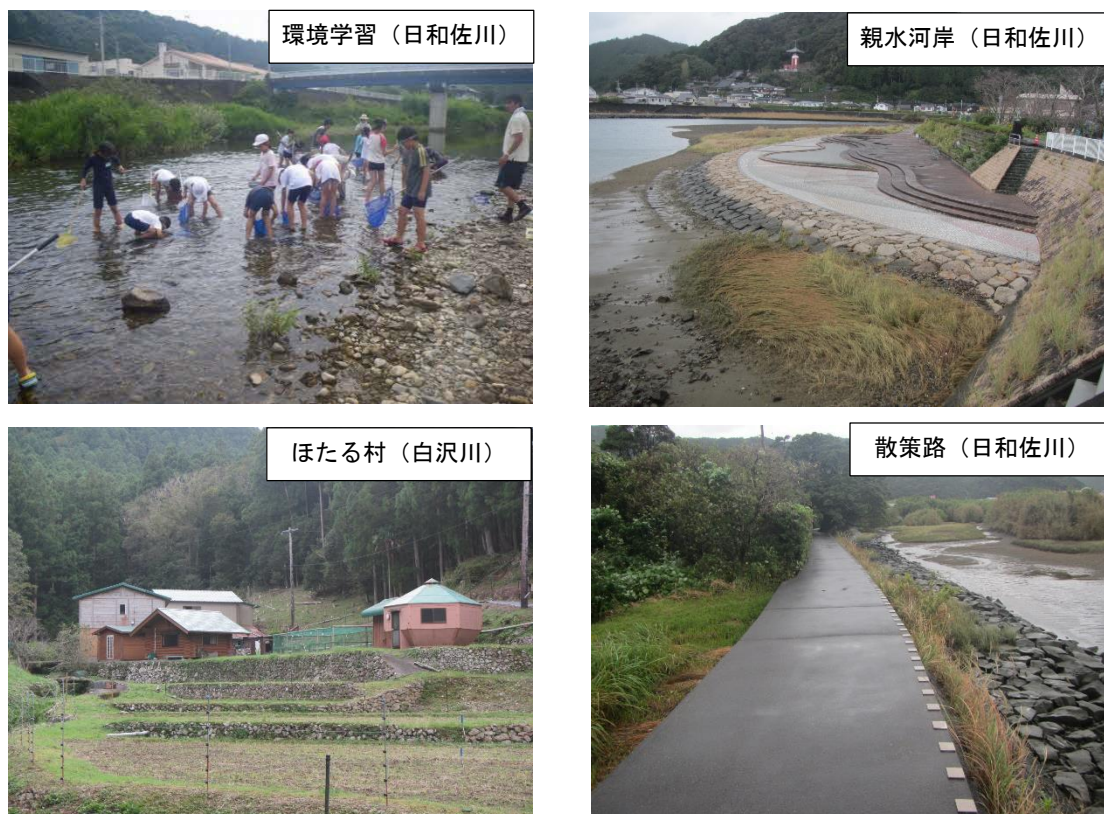 環境学習（日和佐川）
親水河岸（日和佐川）
ほたる村（白沢川）
散策路（日和佐川）